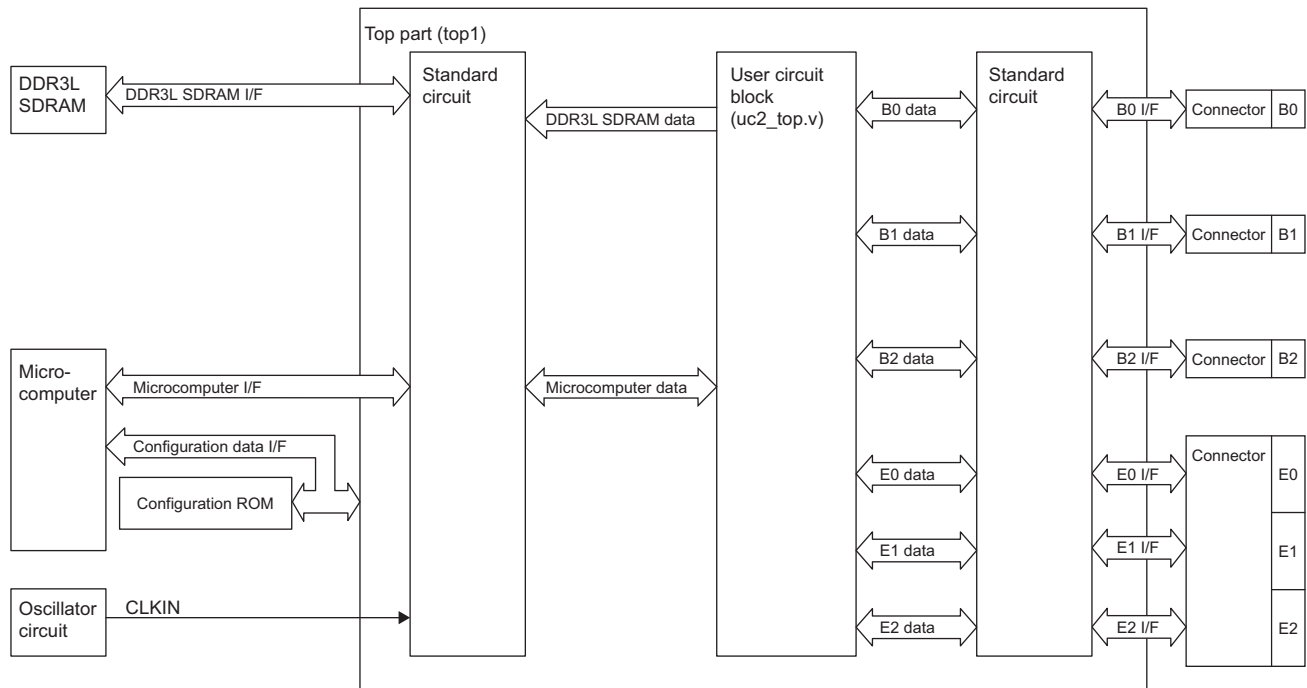 Top part (top1)
DDR3L
SDRAM
DDR3L SDRAM I/F
Standard
circuit
DDR3L SDRAM data
User circuit
block
(uc2_top.v)
B0 data
Standard
circuit
B0 I/F
Connector
B0
B1 data
B1 I/F
Connector
B1
Micro-
computer
Microcomputer I/F
Microcomputer data
B2 data
B2 I/F
Connector
B2
Configuration data I/F
Configuration ROM
E0 data
E0 I/F
Connector
E0
E1 data
E1 I/F
E1
Oscillator
circuit
CLKIN
E2 data
E2 I/F
E2